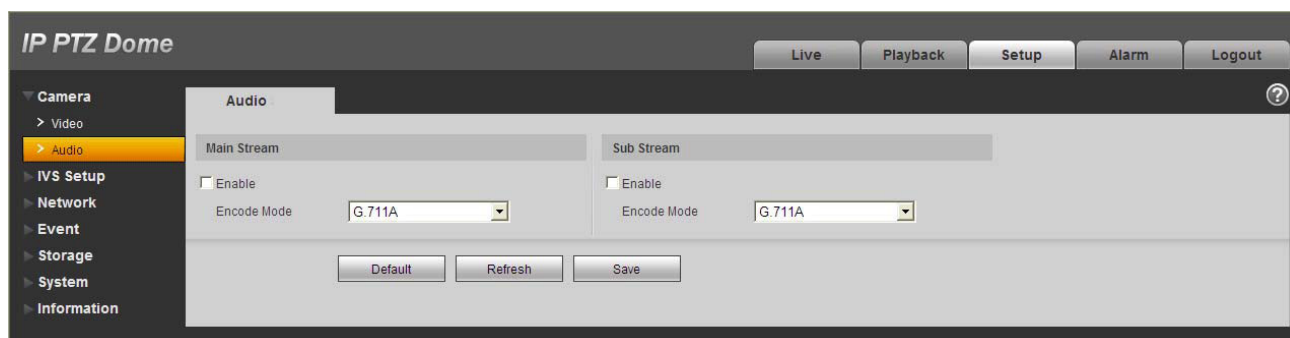 IP PTZ Dome
Live
Playback
Setup
Alarm
Logout
?
Camera
> Video
> Audio
IVS Setup
Network
Event
Storage
System
Information
Audio
Main Stream
Enable
Encode Mode G.711A
Sub Stream
Enable
Encode Mode G.711A
Default Refresh Save